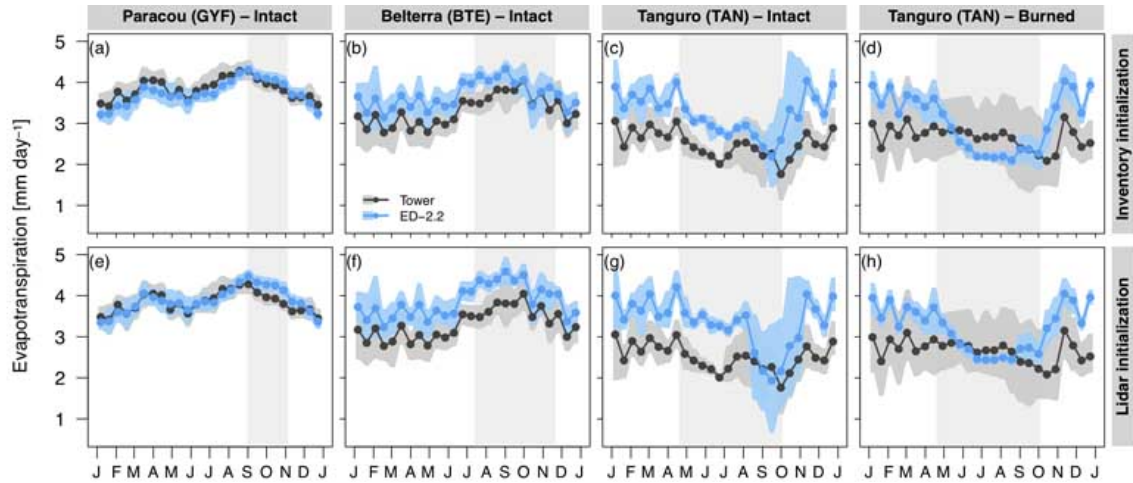 Paracou (GYF) – Intact
Belterra (BTE) – Intact
Tanguro (TAN) – Intact
Tanguro (TAN) – Burned
Evapotranspiration [mm day⁻¹]
5
4
3
2
1
(a)
(b)
Tower
ED−2.2
(c)
(d)
Inventory initialization
5
4
3
2
1
(e)
(f)
(g)
(h)
Lidar initialization
J F M A M J J A S O N D J
J F M A M J J A S O N D J
J F M A M J J A S O N D J
J F M A M J J A S O N D J
J F M A M J J A S O N D J
J F M A M J J A S O N D J
J F M A M J J A S O N D J
J F M A M J J A S O N D J